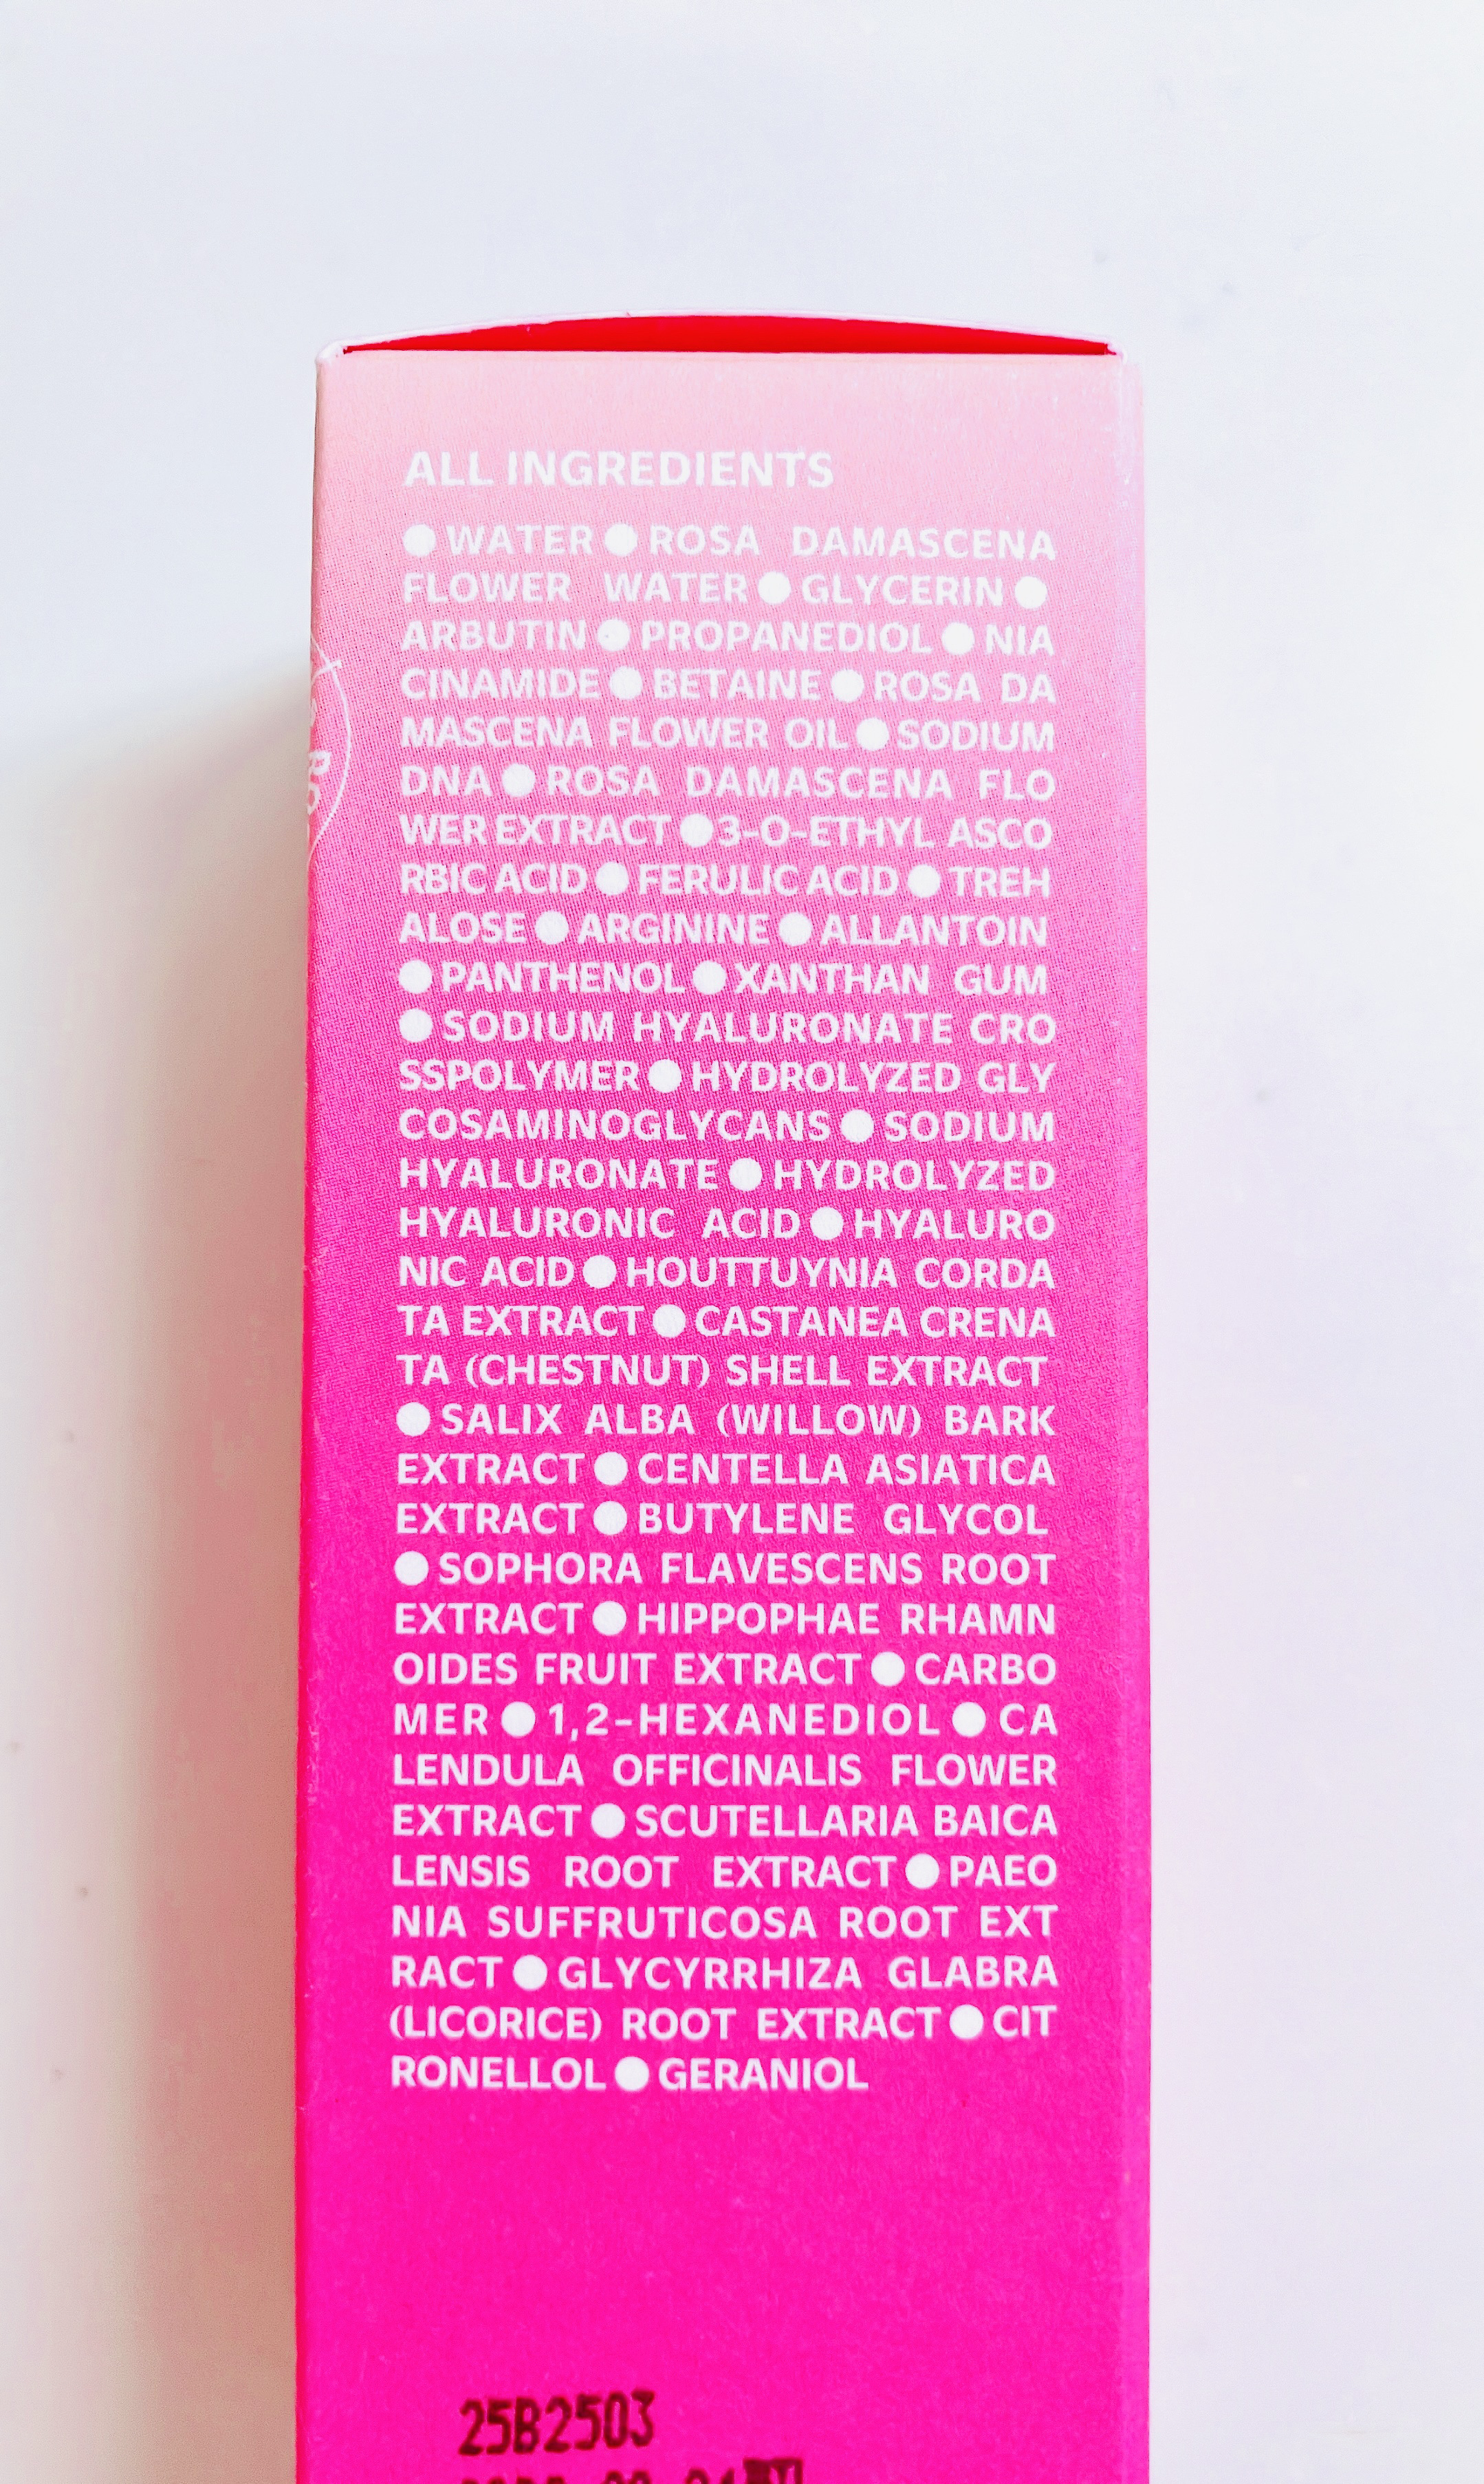 ALL INGREDIENTS
● WATER ● ROSA DAMASCENA
FLOWER WATER ● GLYCERIN ●
ARBUTIN ● PROPANEDIOL ● NIA
CINAMIDE ● BETAINE ● ROSA DA
MASCENA FLOWER OIL ● SODIUM
DNA ● ROSA DAMASCENA FLO
WER EXTRACT ● 3-O-ETHYL ASCO
RBIC ACID ● FERULIC ACID ● TREH
ALOSE ● ARGININE ● ALLANTOIN
● PANTHENOL ● XANTHAN GUM
● SODIUM HYALURONATE CRO
SSPOLYMER ● HYDROLYZED GLY
COSAMINOGLYCANS ● SODIUM
HYALURONATE ● HYDROLYZED
HYALURONIC ACID ● HYALURO
NIC ACID ● HOUTTUYNIA CORDA
TA EXTRACT ● CASTANEA CRENA
TA (CHESTNUT) SHELL EXTRACT
● SALIX ALBA (WILLOW) BARK
EXTRACT ● CENTELLA ASIATICA
EXTRACT ● BUTYLENE GLYCOL
● SOPHORA FLAVESCENS ROOT
EXTRACT ● HIPPOPHAE RHAMN
OIDES FRUIT EXTRACT ● CARBO
MER ● 1,2-HEXANEDIOL ● CA
LENDULA OFFICINALIS FLOWER
EXTRACT ● SCUTELLARIA BAICA
LENSIS ROOT EXTRACT ● PAEO
NIA SUFFRUTICOSA ROOT EXT
RACT ● GLYCYRRHIZA GLABRA
(LICORICE) ROOT EXTRACT ● CIT
RONELLOL ● GERANIOL
25B2503